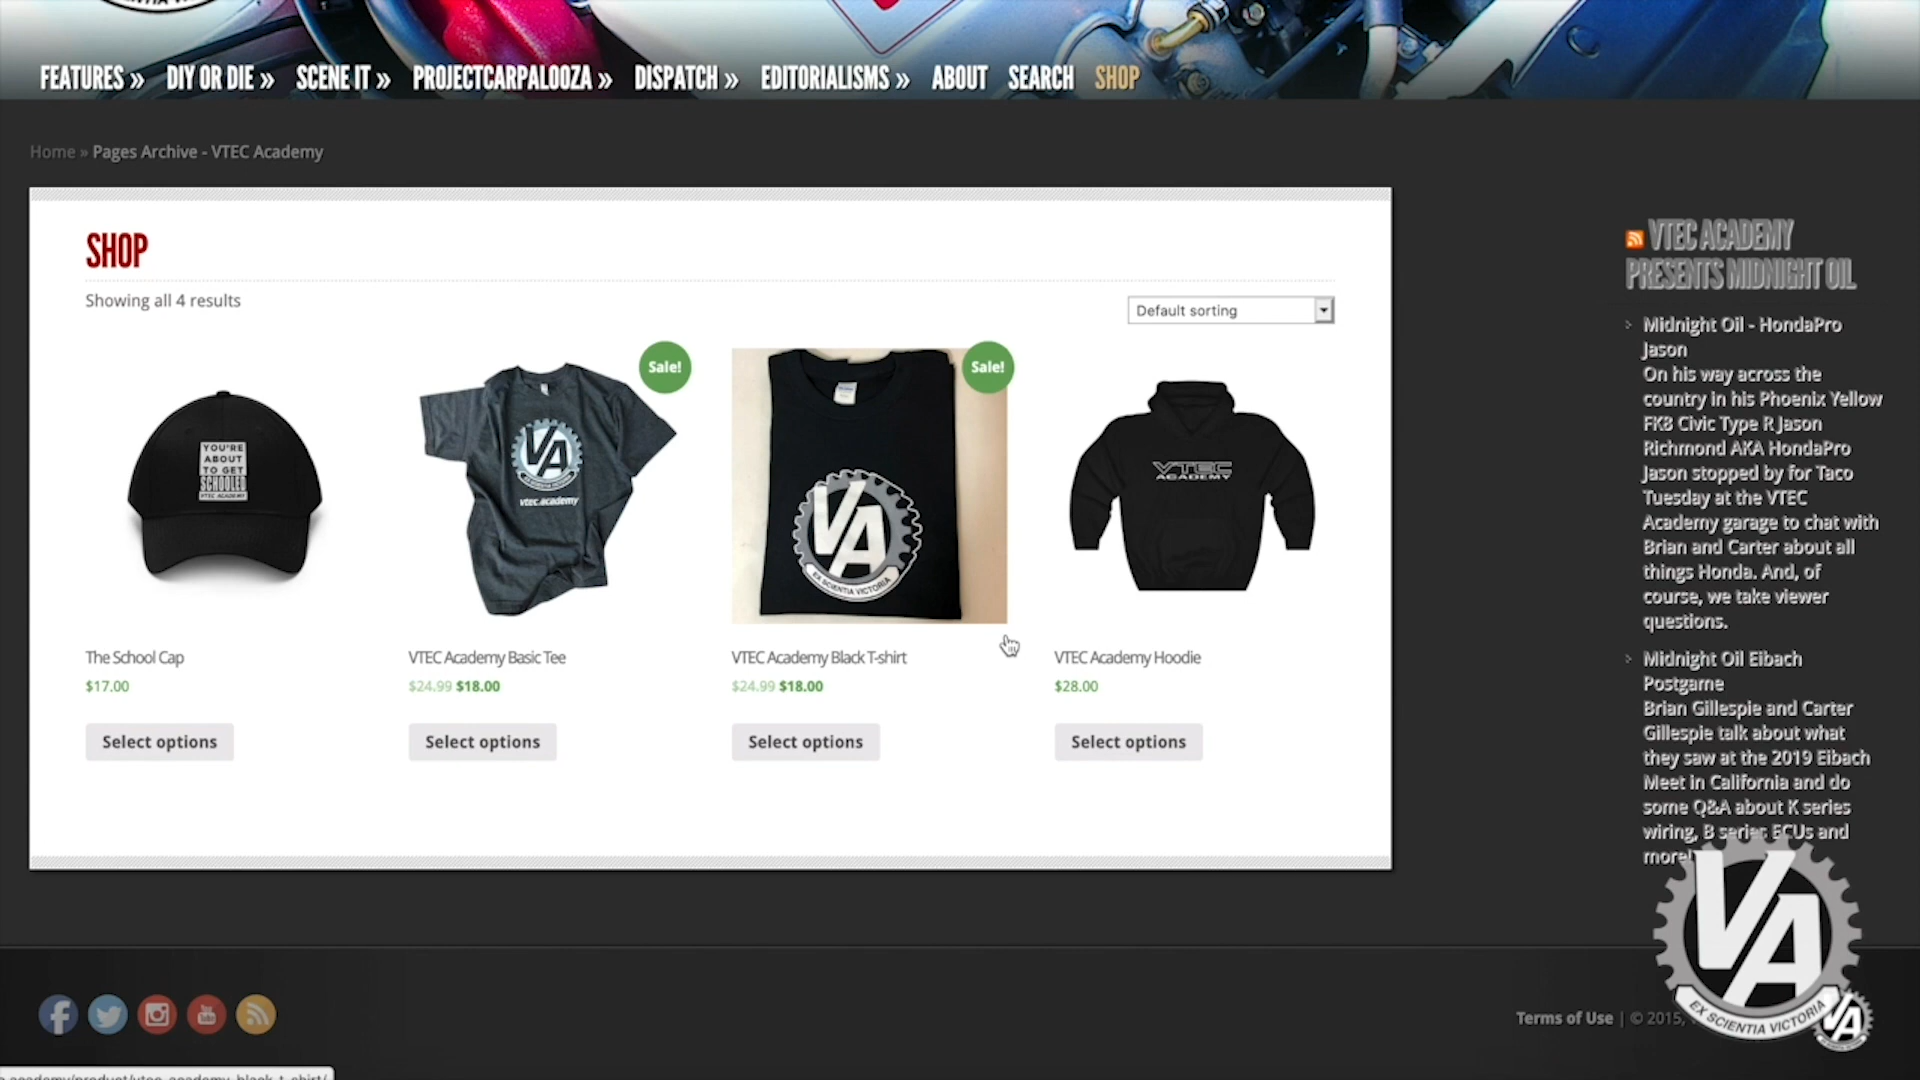 FEATURES » DIY OR DIE » SCENE IT » PROJECTCARPALOOZA » DISPATCH » EDITORIALISMS » ABOUT SEARCH SHOP
Home » Pages Archive - VTEC Academy
SHOP
Showing all 4 results
Default sorting
YOU'RE
ABOUT
TO GET
SCHOOLED
VTEC ACADEMY
Sale!
VA
EX SCIENTIA VICTORIA
vtec.academy
Sale!
VA
EX SCIENTIA VICTORIA
VTEC
ACADEMY
The School Cap
$17.00
Select options
VTEC Academy Basic Tee
$24.99 $18.00
Select options
VTEC Academy Black T-shirt
$24.99 $18.00
Select options
VTEC Academy Hoodie
$28.00
Select options
VTEC ACADEMY
PRESENTS MIDNIGHT OIL
Midnight Oil - HondaPro
Jason
On his way across the
country in his Phoenix Yellow
FK8 Civic Type R Jason
Richmond AKA HondaPro
Jason stopped by for Taco
Tuesday at the VTEC
Academy garage to chat with
Brian and Carter about all
things Honda. And, of
course, we take viewer
questions.
Midnight Oil Eibach
Postgame
Brian Gillespie and Carter
Gillespie talk about what
they saw at the 2019 Eibach
Meet in California and do
some Q&A about K series
wiring, B series ECUs and
more!
Terms of Use | © 2015,
VA
EX SCIENTIA VICTORIA
VA